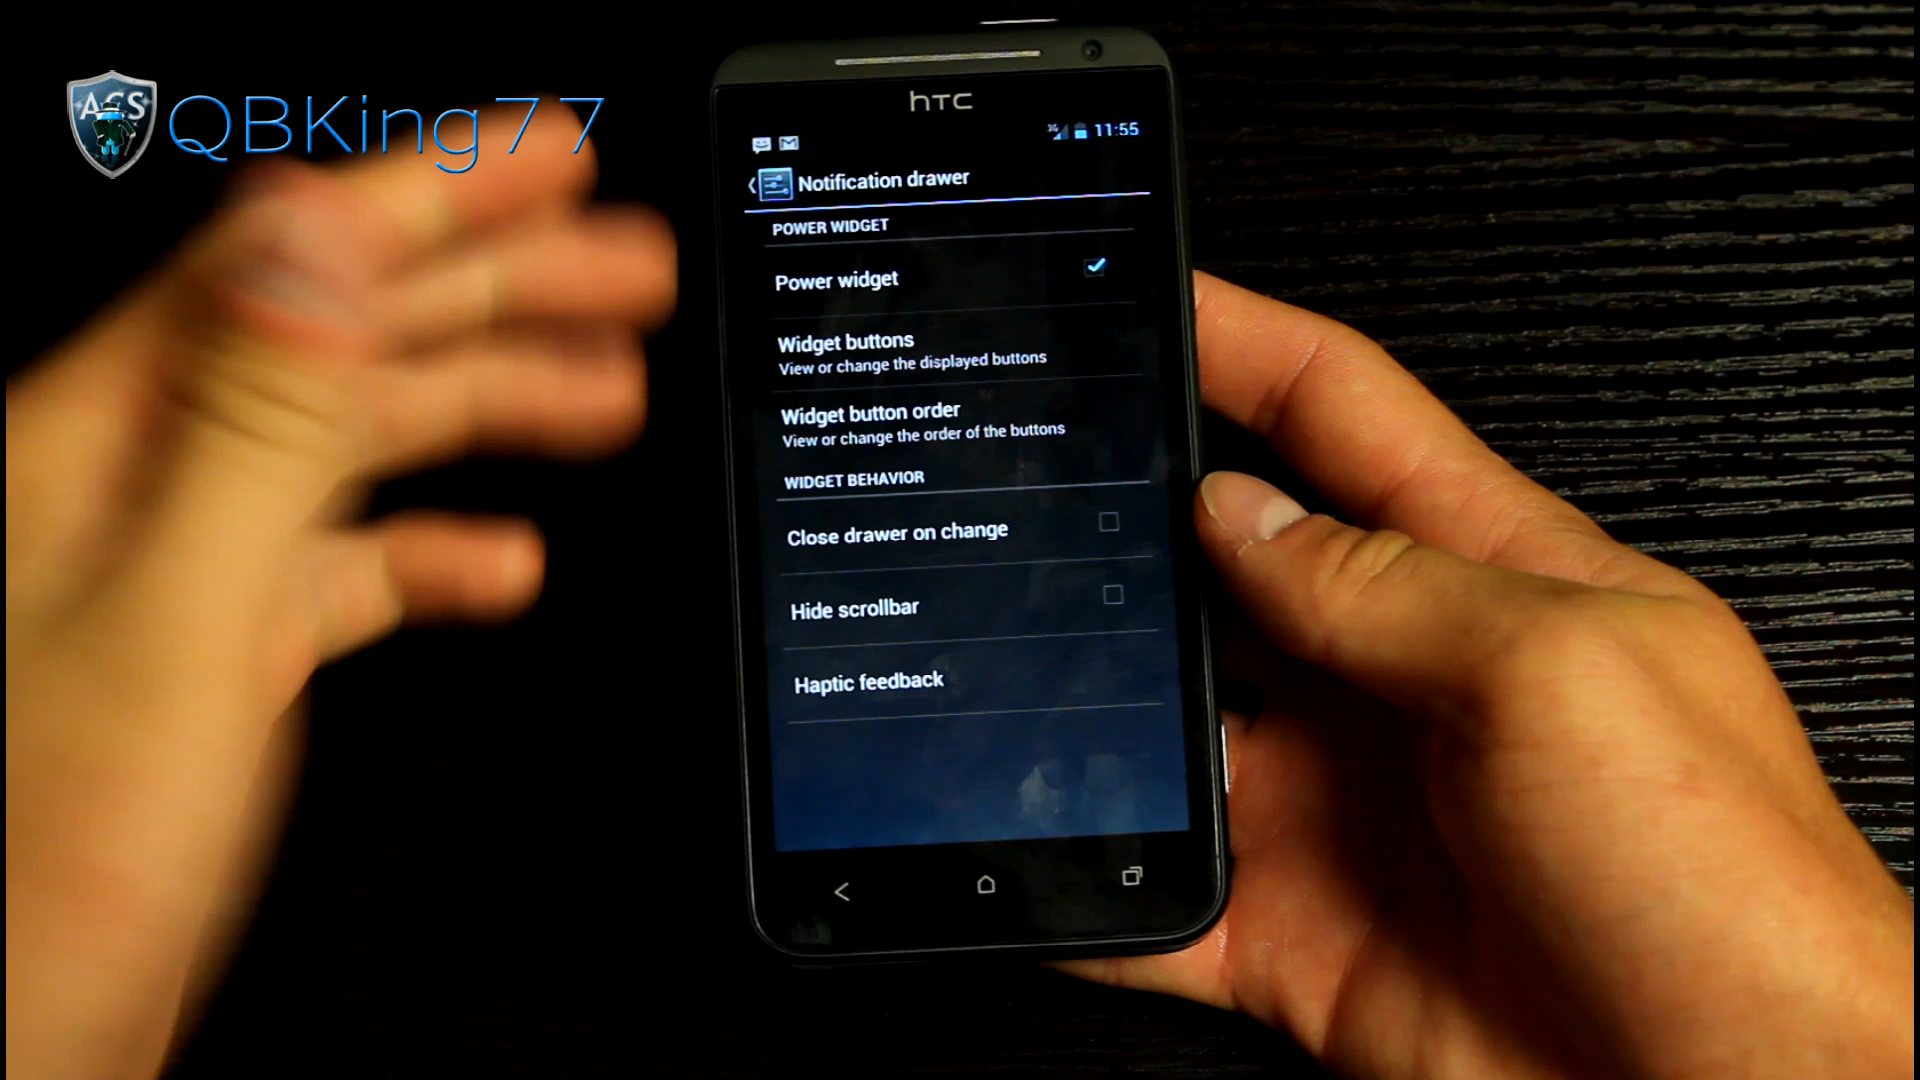 ACS
QBKing77
hTC
3G 11:55
Notification drawer
POWER WIDGET
Power widget
Widget buttons
View or change the displayed buttons
Widget button order
View or change the order of the buttons
WIDGET BEHAVIOR
Close drawer on change
Hide scrollbar
Haptic feedback